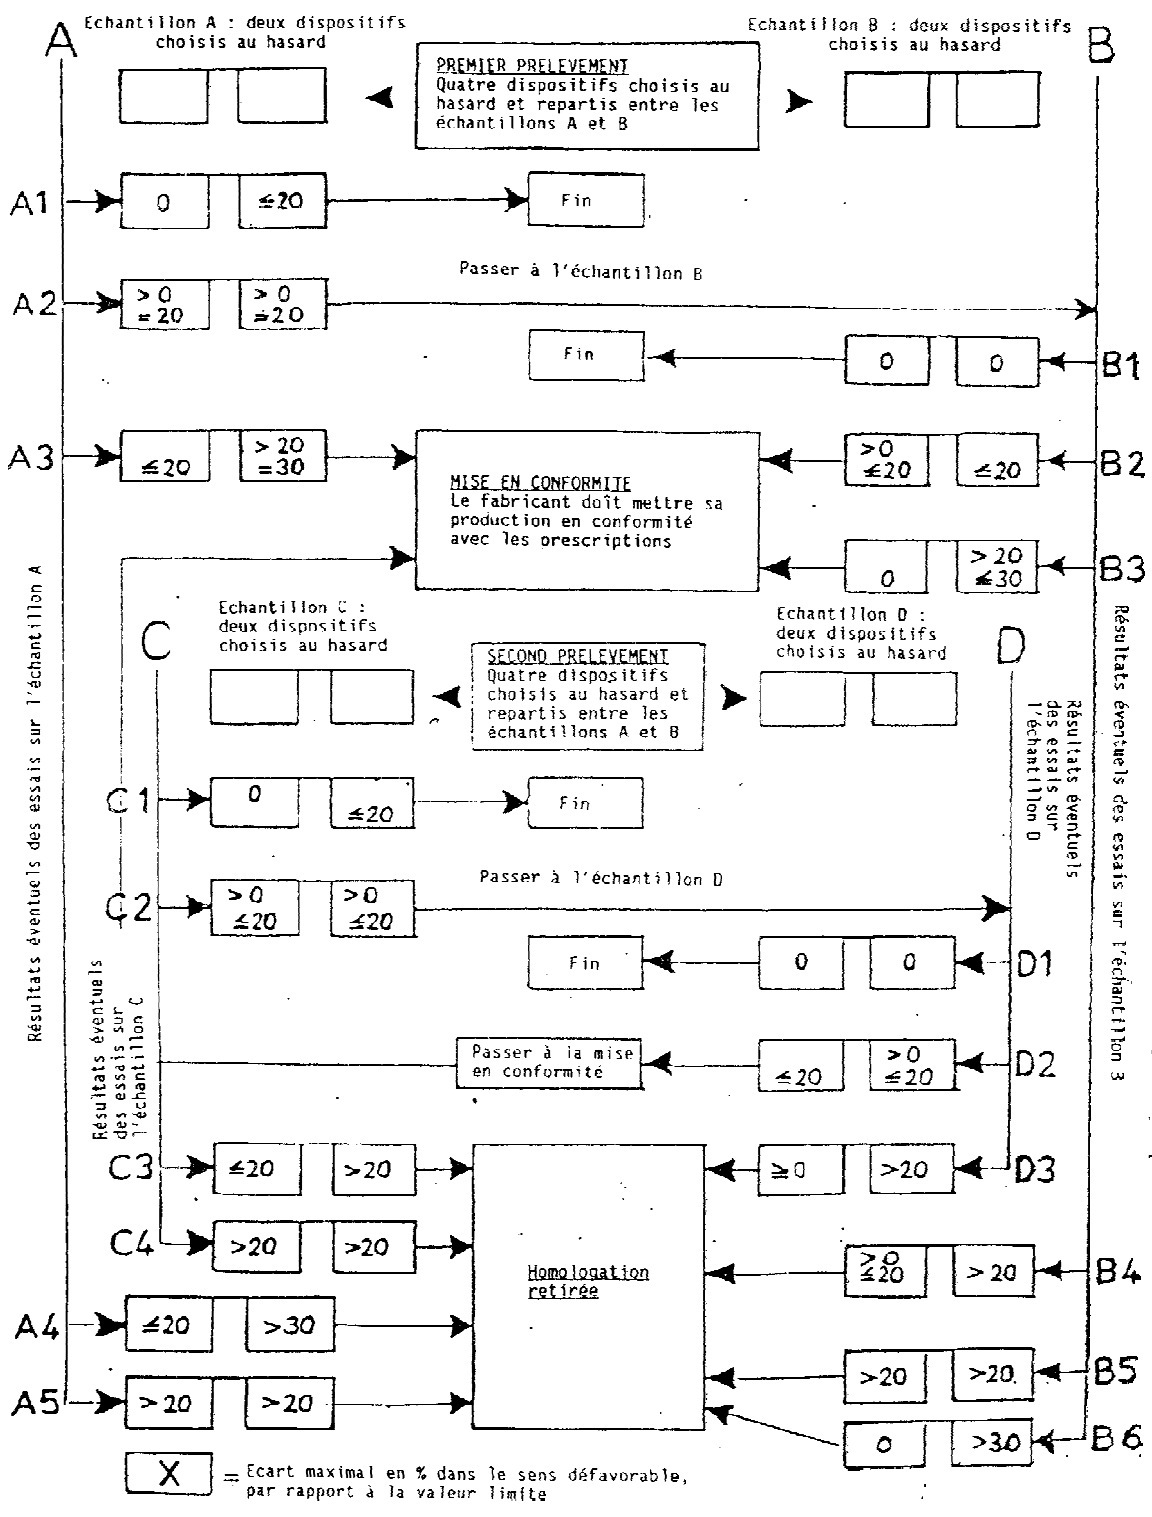 A
Echantillon A : deux dispositifs
choisis au hasard
PREMIER PRELEVEMENT
Quatre dispositifs choisis au
hasard et repartis entre les
échantillons A et B
Echantillon B : deux dispositifs
choisis au hasard
B
A1
0
≤20
Fin
Passer à l'échantillon B
A2
>0
=20
>0
=20
Fin
0
0
B1
A3
≤20
>20
=30
MISE EN CONFORMITE
Le fabricant doît mettre sa
production en conformité
avec les prescriptions
>0
≤20
≤20
B2
0
>20
≤30
B3
Résultats éventuels des essais sur l'échantillon A
C
Echantillon C :
deux dispositifs
choisis au hasard
SECOND PRELEVEMENT
Quatre dispositifs
choisis au hasard et
repartis entre les
échantillons A et B
Echantillon D :
deux dispositifs
choisis au hasard
D
Résultats éventuels
des essais sur
l'échantillon D
Résultats éventuels des essais sur l'échantillon B
C1
0
≤20
Fin
C2
>0
≤20
>0
≤20
Passer à l'échantillon D
Fin
0
0
D1
Résultats éventuels
des essais sur
l'échantillon C
Passer à la mise
en conformité
≤20
>0
≤20
D2
C3
≤20
>20
≧0
>20
D3
C4
>20
>20
Homologation
retirée
>0
≤20
>20
B4
A4
≤20
>30
A5
>20
>20
>20
>20
B5
0
>30
B6
X
= Ecart maximal en % dans le sens défavorable,
par rapport à la valeur limite